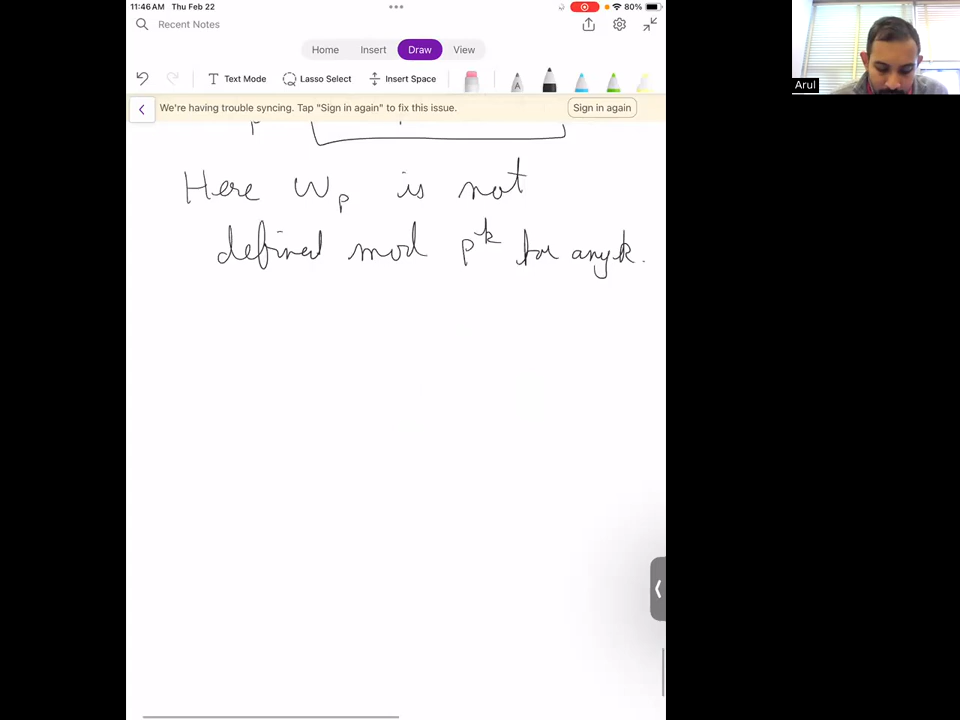 11:46 AM Thu Feb 22
80%
Recent Notes
Home Insert Draw View
Text Mode Lasso Select Insert Space
We're having trouble syncing. Tap "Sign in again" to fix this issue. Sign in again
Arul
Here Wp is not
defined mod p^k for any k.